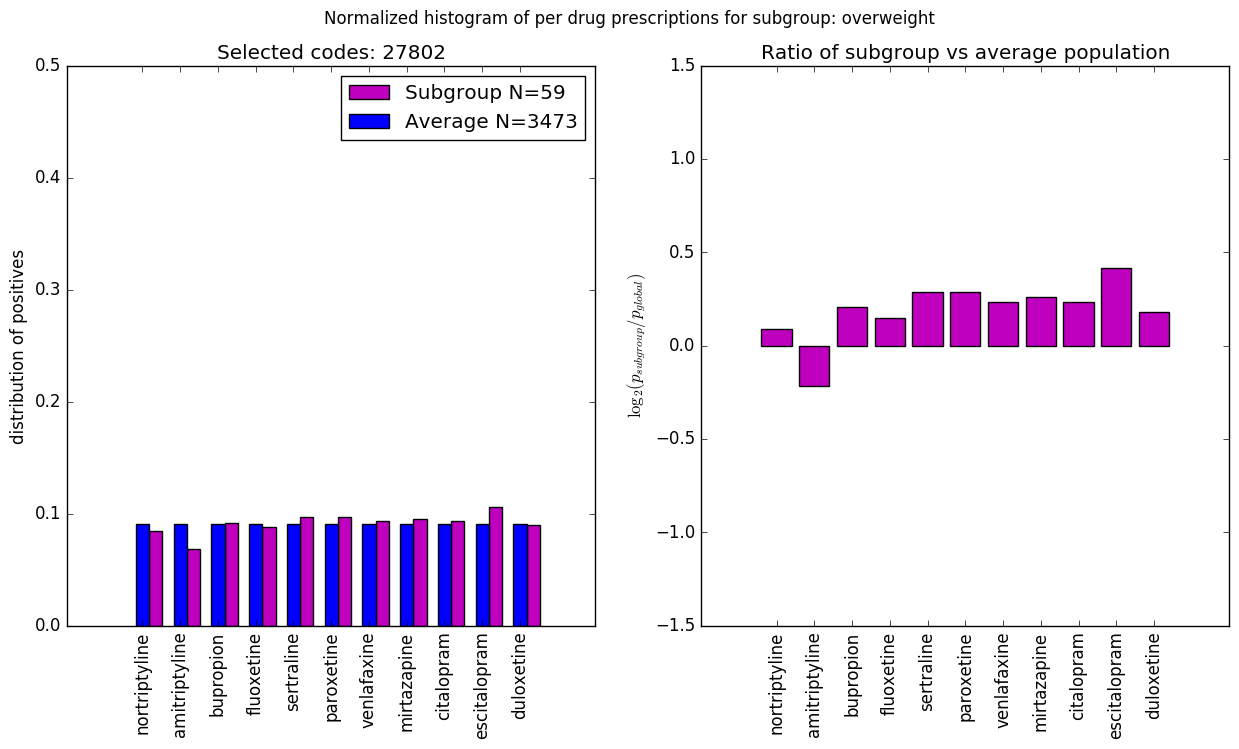 Normalized histogram of per drug prescriptions for subgroup: overweight
Selected codes: 27802
0.5
0.4
0.3
0.2
0.1
0.0
distribution of positives
Subgroup N=59
Average N=3473
nortriptyline
amitriptyline
bupropion
fluoxetine
sertraline
paroxetine
venlafaxine
mirtazapine
citalopram
escitalopram
duloxetine
Ratio of subgroup vs average population
1.5
1.0
0.5
0.0
−0.5
−1.0
−1.5
log₂(p_subgroup/p_global)
nortriptyline
amitriptyline
bupropion
fluoxetine
sertraline
paroxetine
venlafaxine
mirtazapine
citalopram
escitalopram
duloxetine